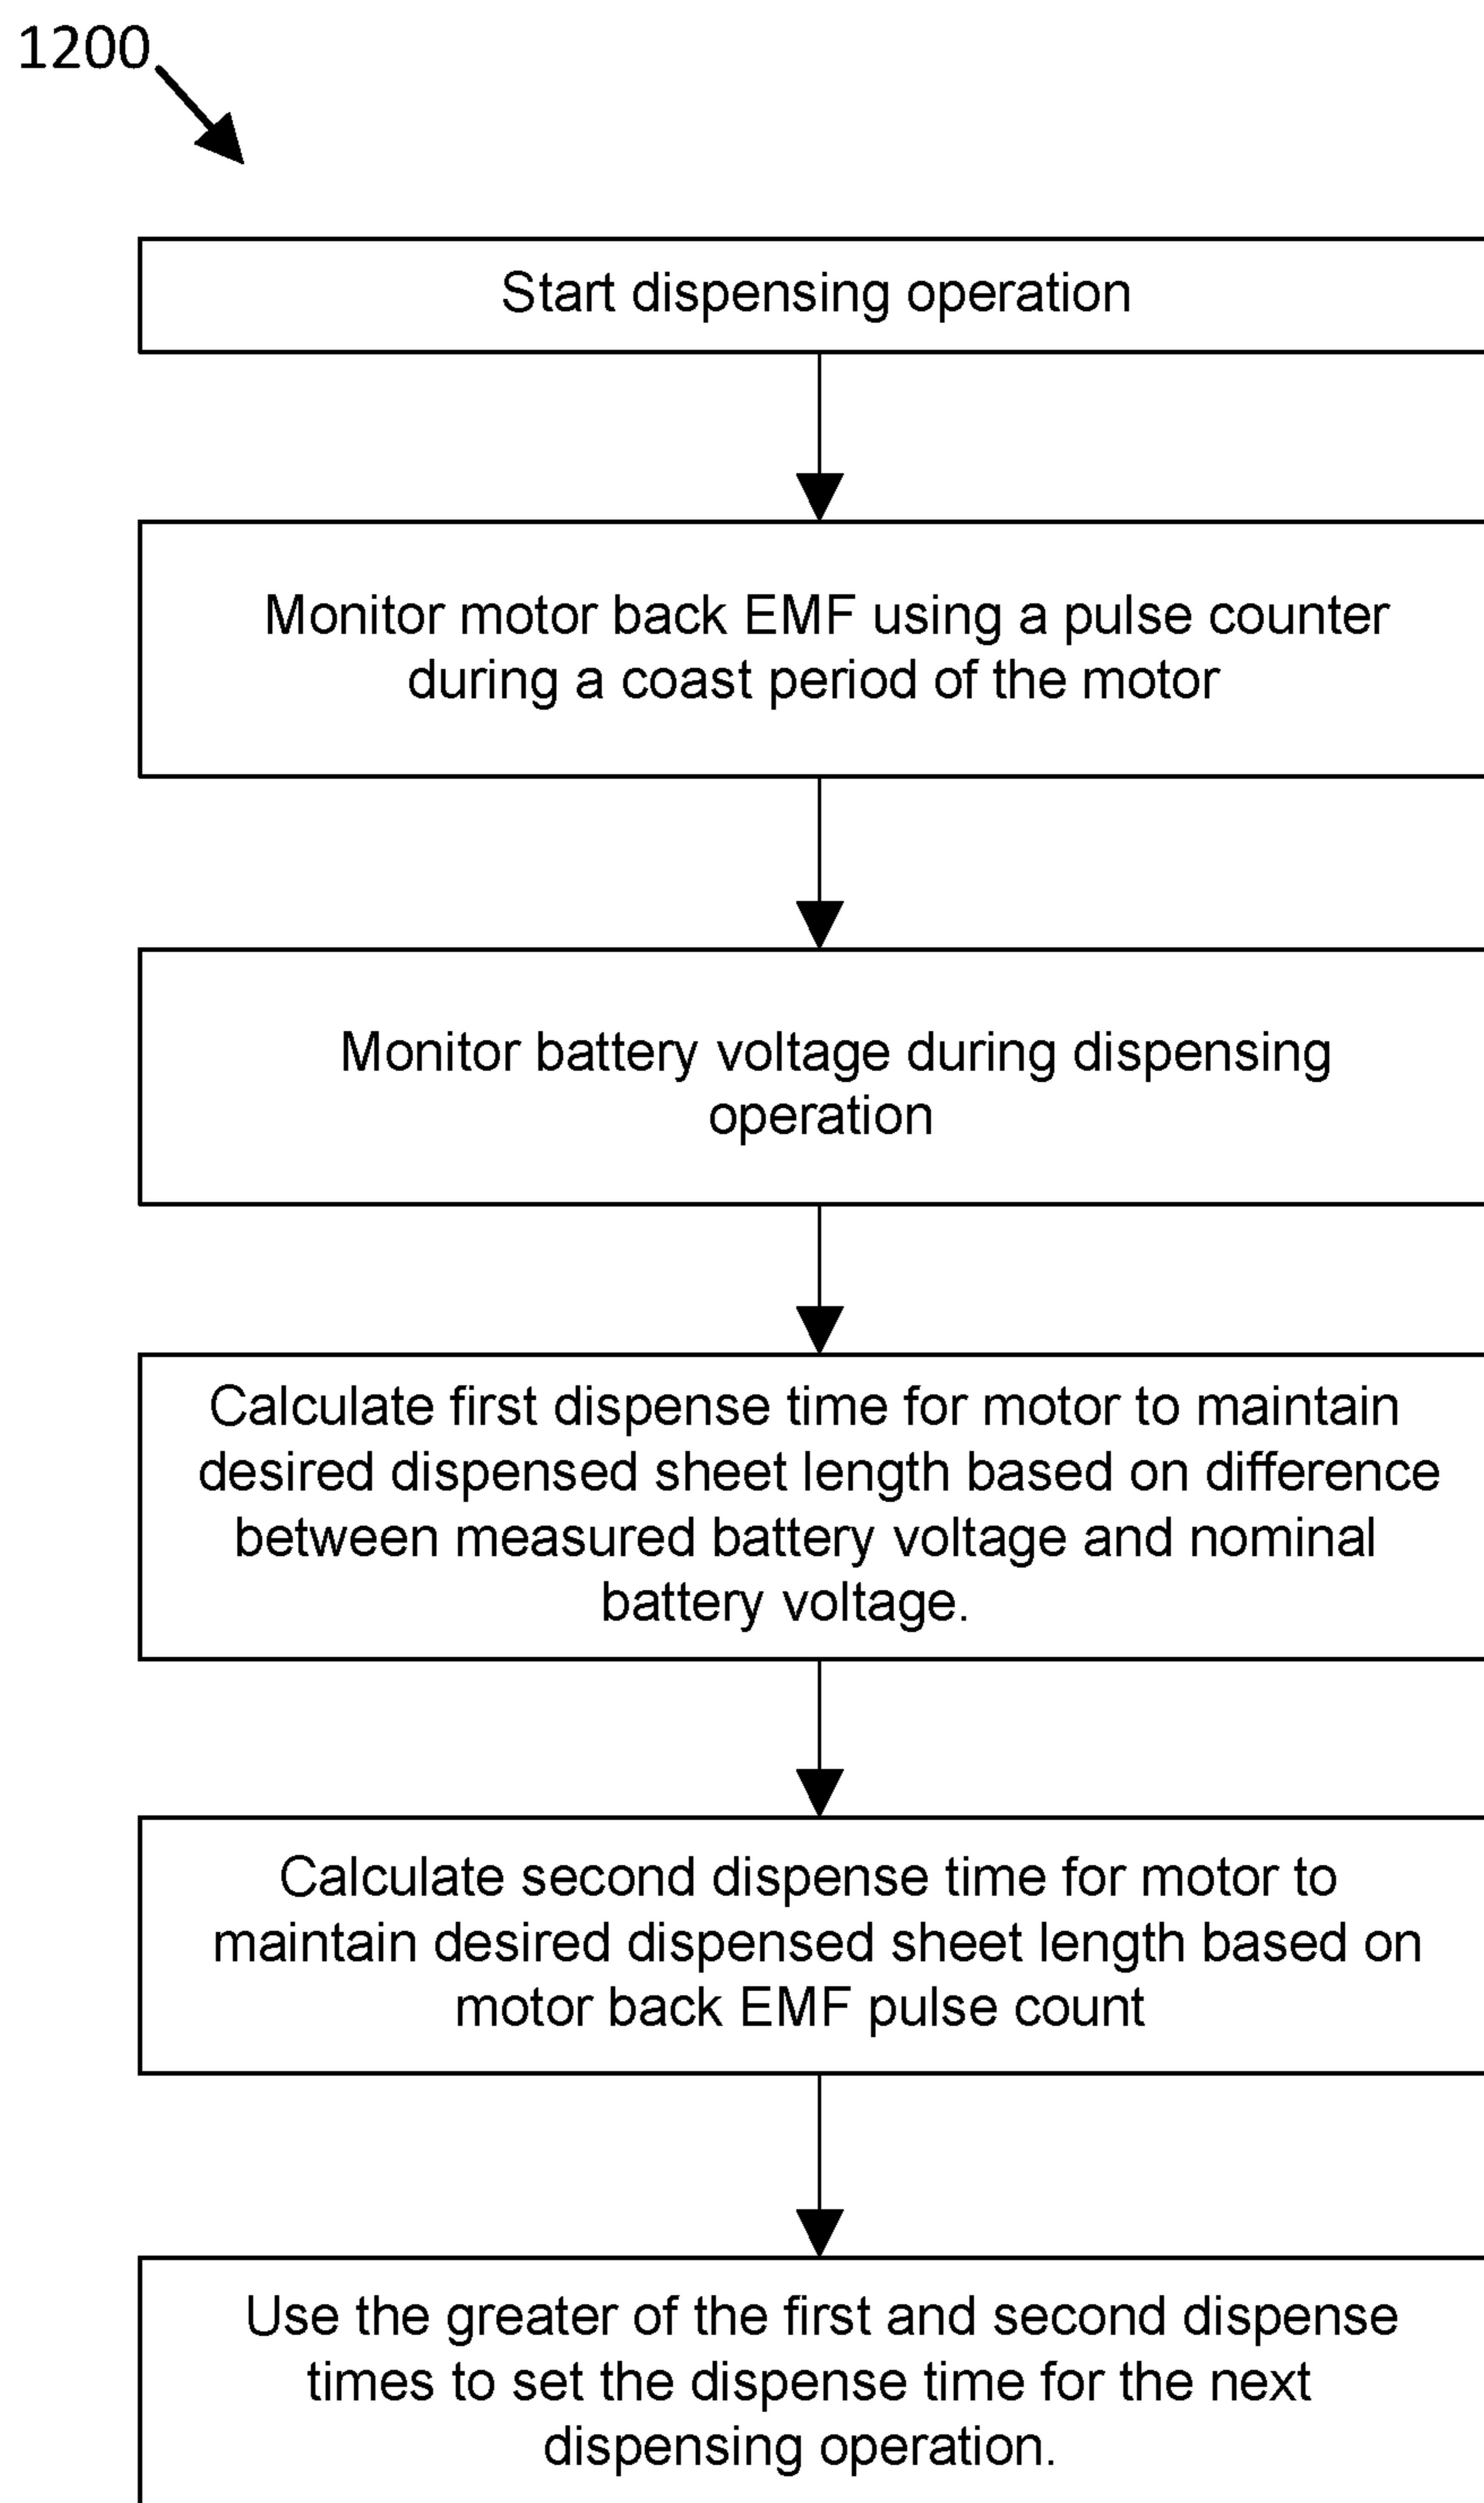 1200
Start dispensing operation
Monitor motor back EMF using a pulse counter
during a coast period of the motor
Monitor battery voltage during dispensing
operation
Calculate first dispense time for motor to maintain
desired dispensed sheet length based on difference
between measured battery voltage and nominal
battery voltage.
Calculate second dispense time for motor to
maintain desired dispensed sheet length based on
motor back EMF pulse count
Use the greater of the first and second dispense
times to set the dispense time for the next
dispensing operation.